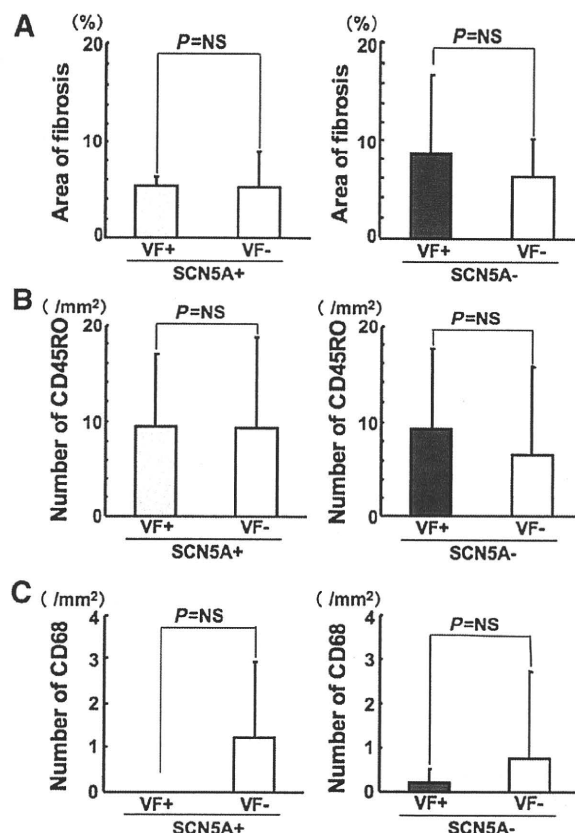 A (%) 
20
10
0
Area of fibrosis
P=NS
VF+ VF-
SCN5A+
(%)
20
10
0
Area of fibrosis
P=NS
VF+ VF-
SCN5A-
B ( /mm²)
20
10
0
Number of CD45RO
P=NS
VF+ VF-
SCN5A+
( /mm²)
20
10
0
Number of CD45RO
P=NS
VF+ VF-
SCN5A-
C ( /mm²)
4
3
2
1
0
Number of CD68
P=NS
VF+ VF-
SCN5A+
( /mm²)
4
3
2
1
0
Number of CD68
P=NS
VF+ VF-
SCN5A-